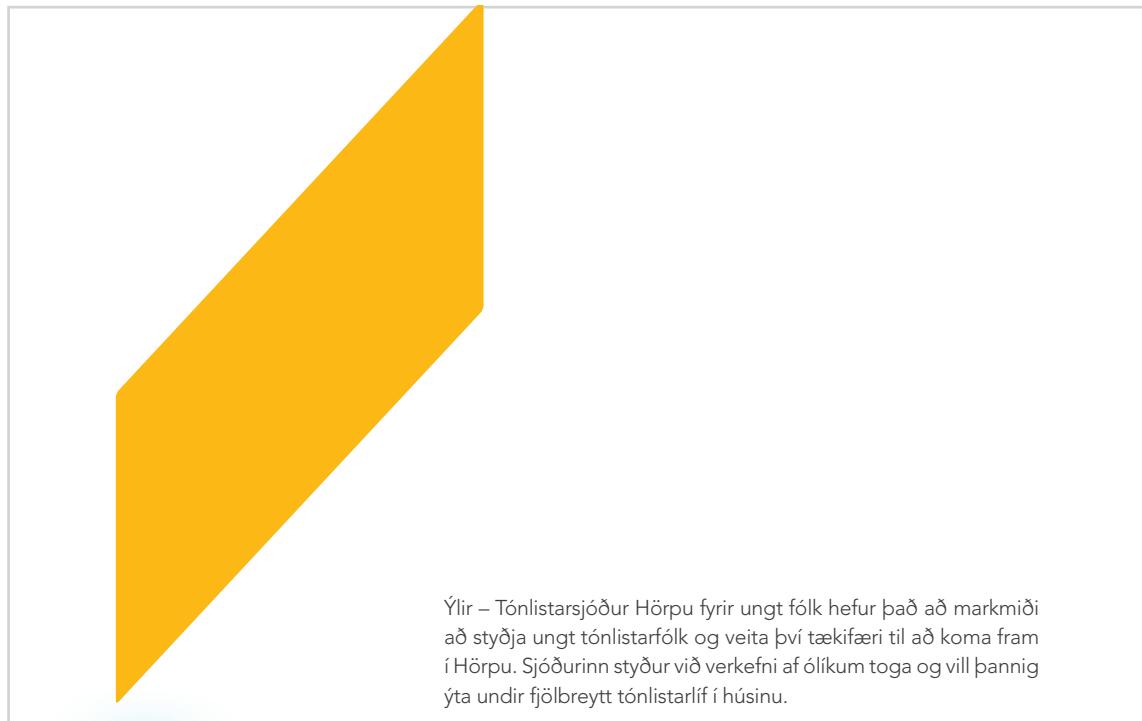 Ýlir – Tónlistarsjóður Hörpu fyrir ungt fólk hefur það að markmiði
að styðja ungt tónlistarfólk og veita því tækifæri til að koma fram
í Hörpu. Sjóðurinn styður við verkefni af ólíkum toga og vill þannig
ýta undir fjölbreytt tónlistarlíf í húsinu.